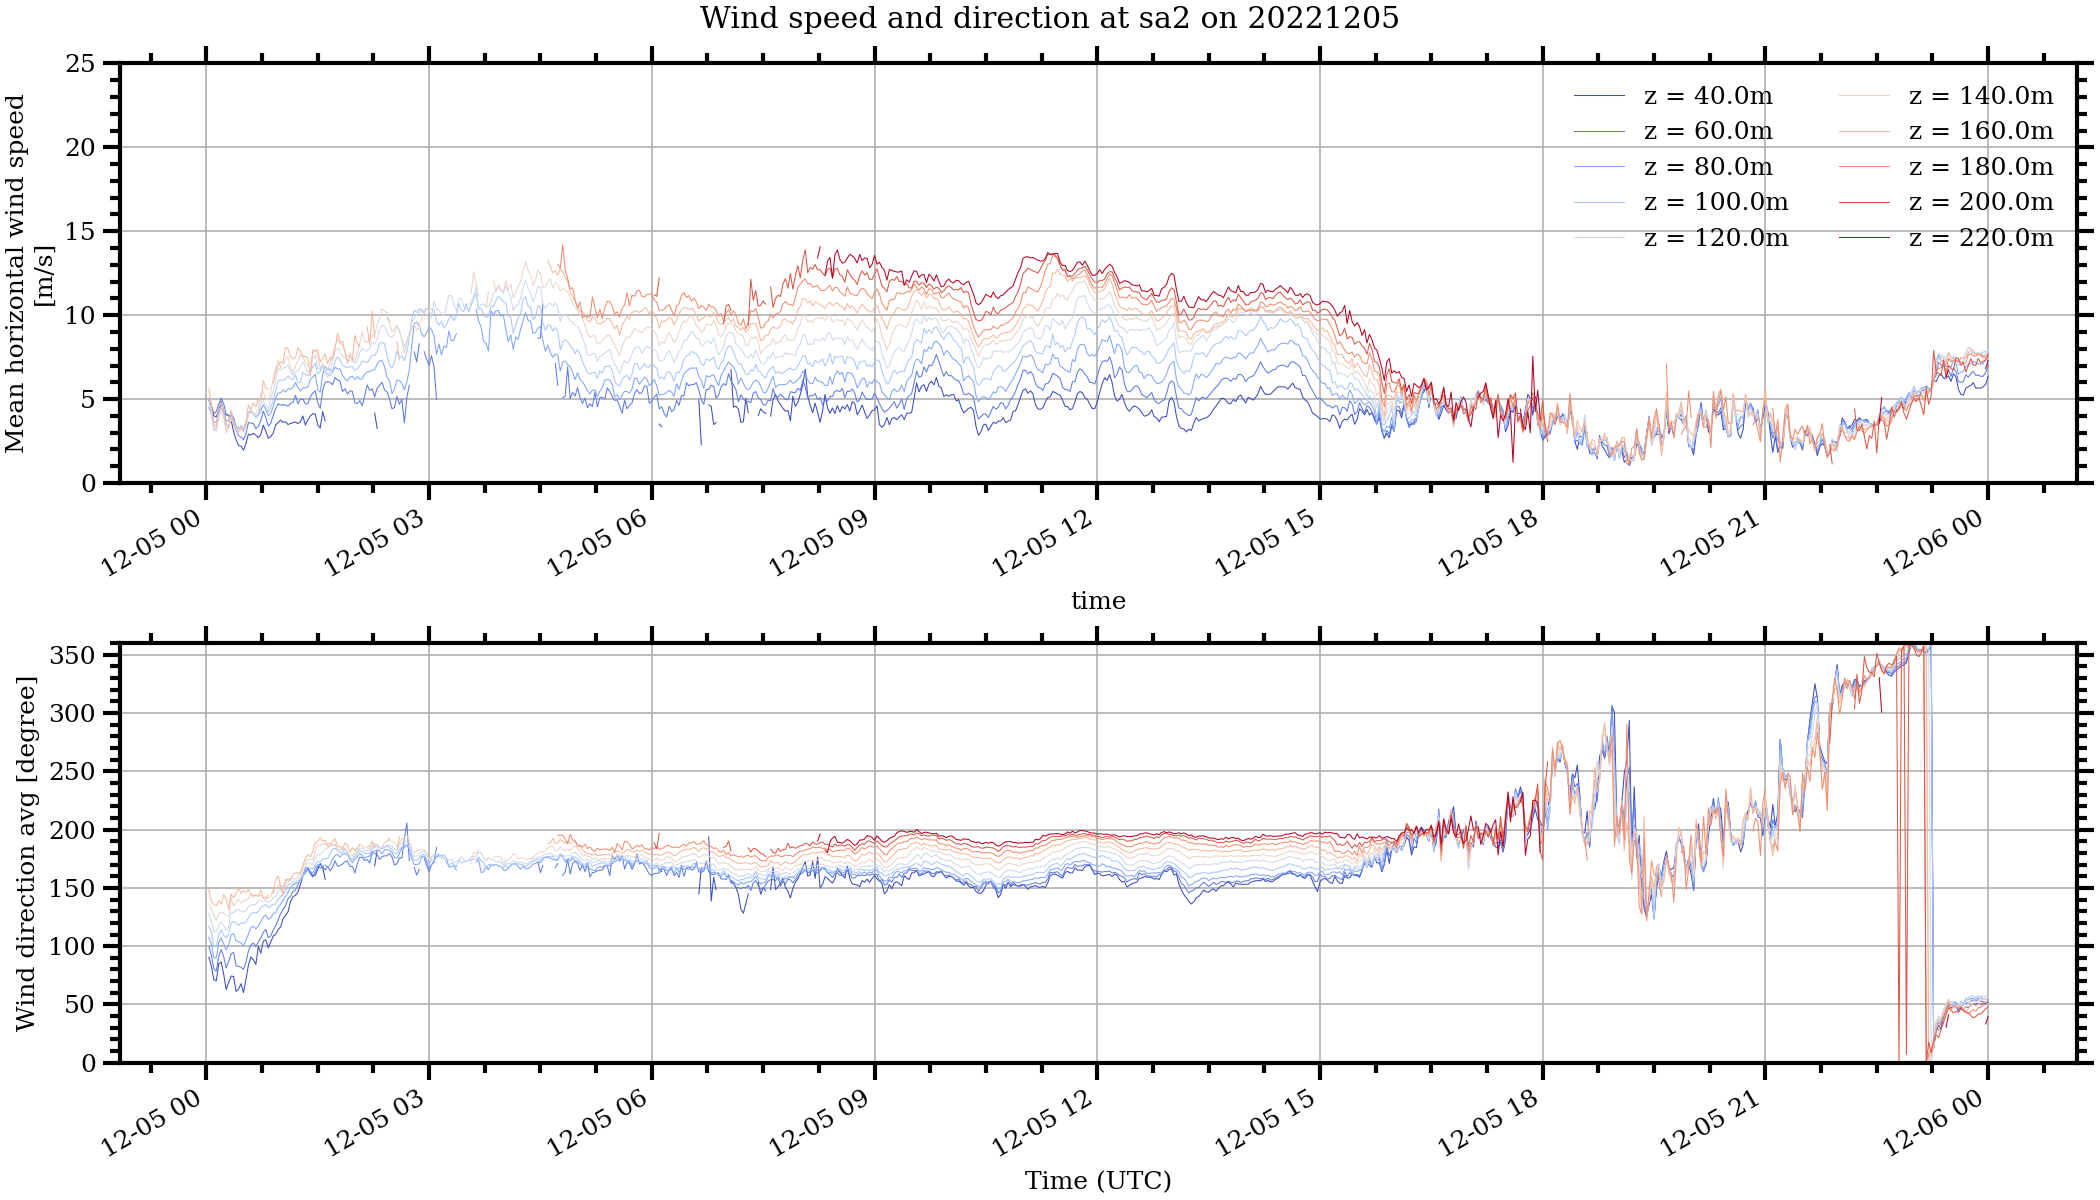 Wind speed and direction at sa2 on 20221205
Mean horizontal wind speed
[m/s]
25
20
15
10
5
0
z = 40.0m
z = 60.0m
z = 80.0m
z = 100.0m
z = 120.0m
z = 140.0m
z = 160.0m
z = 180.0m
z = 200.0m
z = 220.0m
12-05 00
12-05 03
12-05 06
12-05 09
12-05 12
12-05 15
12-05 18
12-05 21
12-06 00
time
Wind direction avg [degree]
350
300
250
200
150
100
50
0
12-05 00
12-05 03
12-05 06
12-05 09
12-05 12
12-05 15
12-05 18
12-05 21
12-06 00
Time (UTC)